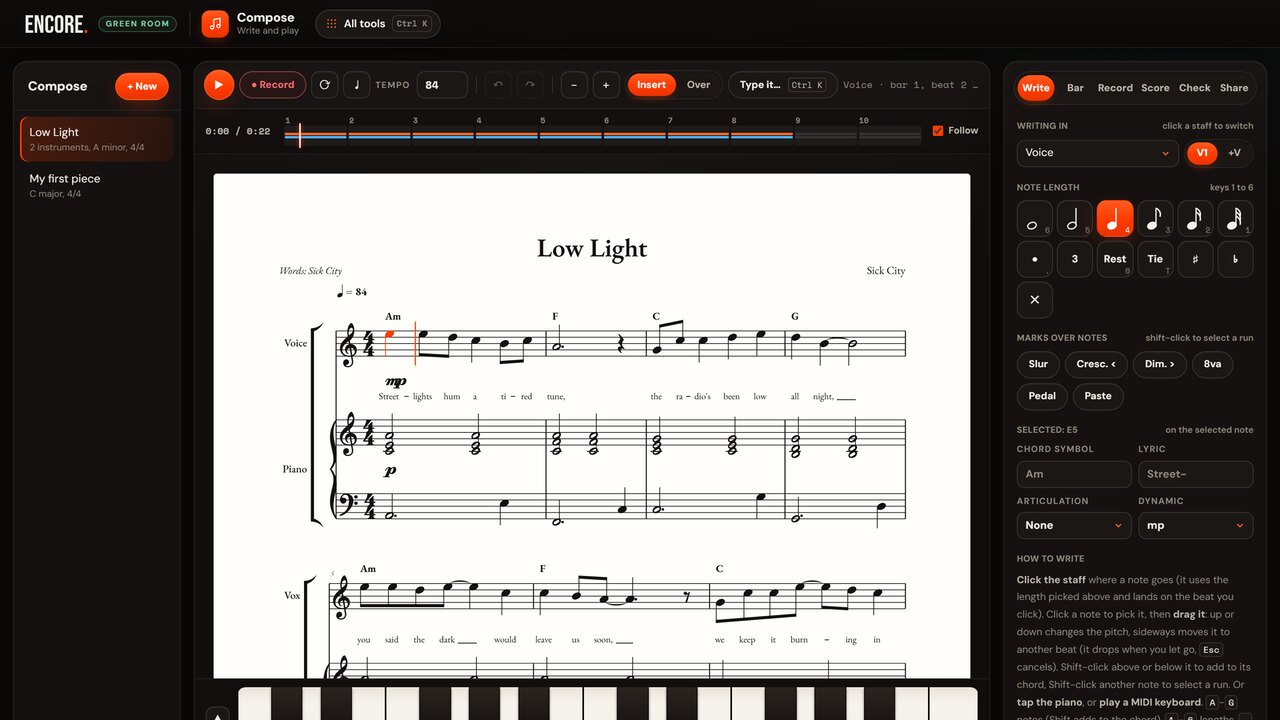 ENCORE.
GREEN ROOM
Compose
Write and play
All tools Ctrl K
Compose
+ New
Low Light
2 instruments, A minor, 4/4
My first piece
C major, 4/4
Record
TEMPO 84
− +
Insert Over
Type it... Ctrl K
Voice · bar 1, beat 2 …
0:00 / 0:22
1 2 3 4 5 6 7 8 9 10
Follow
Low Light
Words: Sick City
Sick City
= 84
Am F C G
Voice
mp
Street – lights hum a ti – red tune, the ra – dio's been low all night,
Piano
p
5
Am F C
Vox
you said the dark would leave us soon, we keep it burn – ing in
Write Bar Record Score Check Share
WRITING IN click a staff to switch
Voice V1 +V
NOTE LENGTH keys 1 to 6
6 5 4 3 2 1
. 3 Rest 0 Tie T ♯ ♭
×
MARKS OVER NOTES shift-click to select a run
Slur Cresc. < Dim. > 8va
Pedal Paste
SELECTED: E5 on the selected note
CHORD SYMBOL LYRIC
Am Street-
ARTICULATION DYNAMIC
None mp
HOW TO WRITE
Click the staff where a note goes (it uses the
length picked above and lands on the beat you
click). Click a note to pick it, then drag it: up or
down changes the pitch, sideways moves it to
another beat (it drops when you let go, Esc
cancels). Shift-click above or below it to add to its
chord, Shift-click another note to select a run. Or
tap the piano, or play a MIDI keyboard. A - G